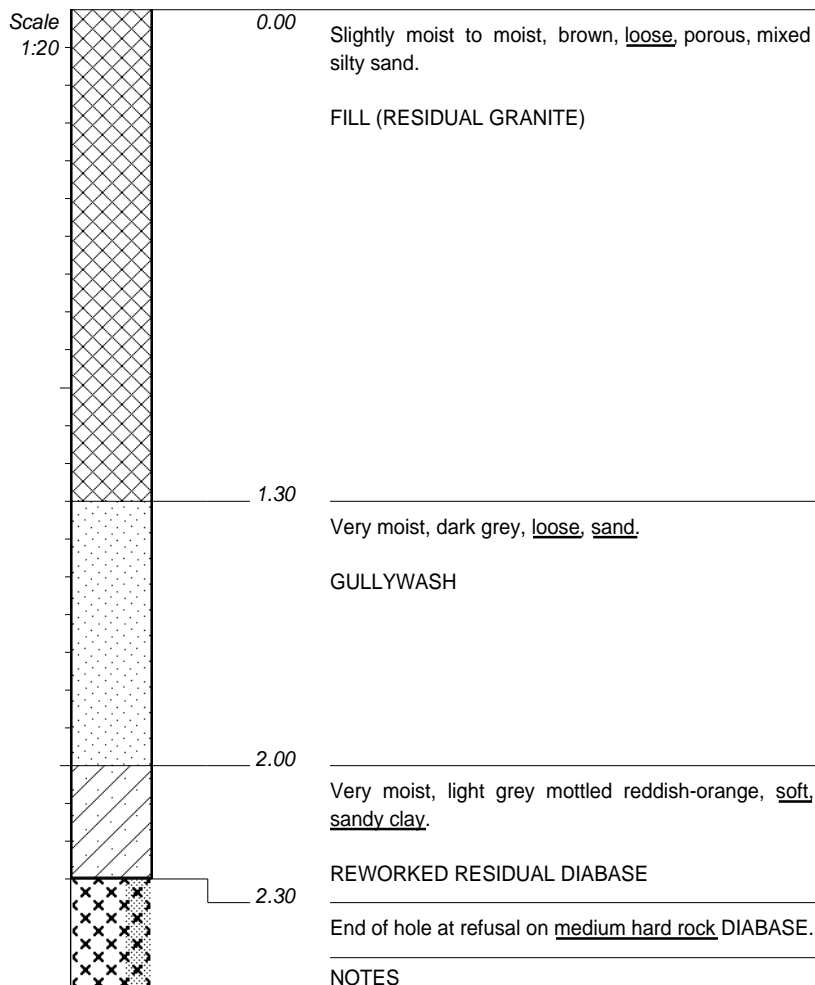 Scale
1:20
0.00
Slightly moist to moist, brown, loose, porous, mixed
silty sand.
FILL (RESIDUAL GRANITE)
1.30
Very moist, dark grey, loose, sand.
GULLYWASH
2.00
Very moist, light grey mottled reddish-orange, soft,
sandy clay.
REWORKED RESIDUAL DIABASE
2.30
End of hole at refusal on medium hard rock DIABASE.
NOTES